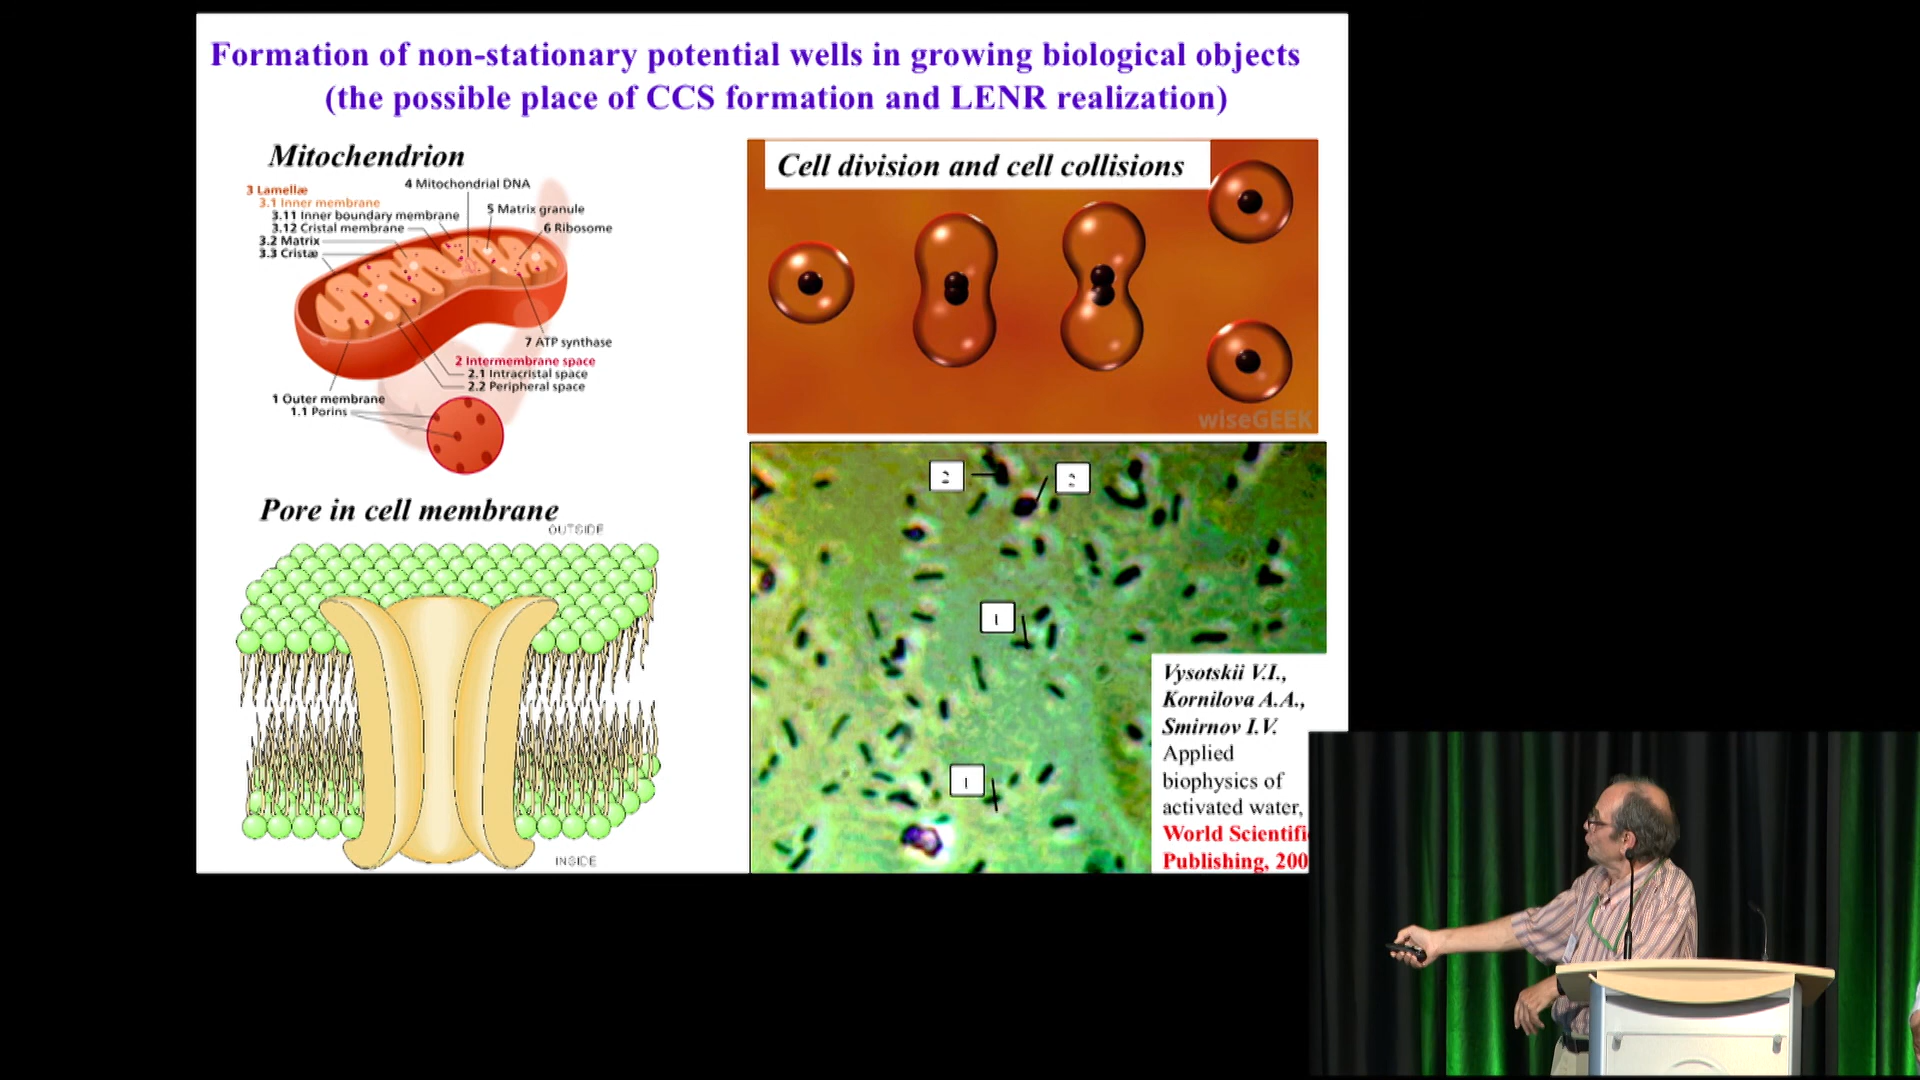 Formation of non-stationary potential wells in growing biological objects
(the possible place of CCS formation and LENR realization)
Mitochendrion
4 Mitochondrial DNA
3 Lamellæ
3.1 Inner membrane
5 Matrix granule
3.11 Inner boundary membrane
3.12 Cristal membrane
6 Ribosome
3.2 Matrix
3.3 Cristæ
7 ATP synthase
2 Intermembrane space
2.1 Intracristal space
2.2 Peripheral space
1 Outer membrane
1.1 Porins
Pore in cell membrane
OUTSIDE
INSIDE
Cell division and cell collisions
wiseGEEK
2
2
1
1
Vysotskii V.I.,
Kornilova A.A.,
Smirnov I.V.
Applied
biophysics of
activated water,
World Scientifi
Publishing, 200